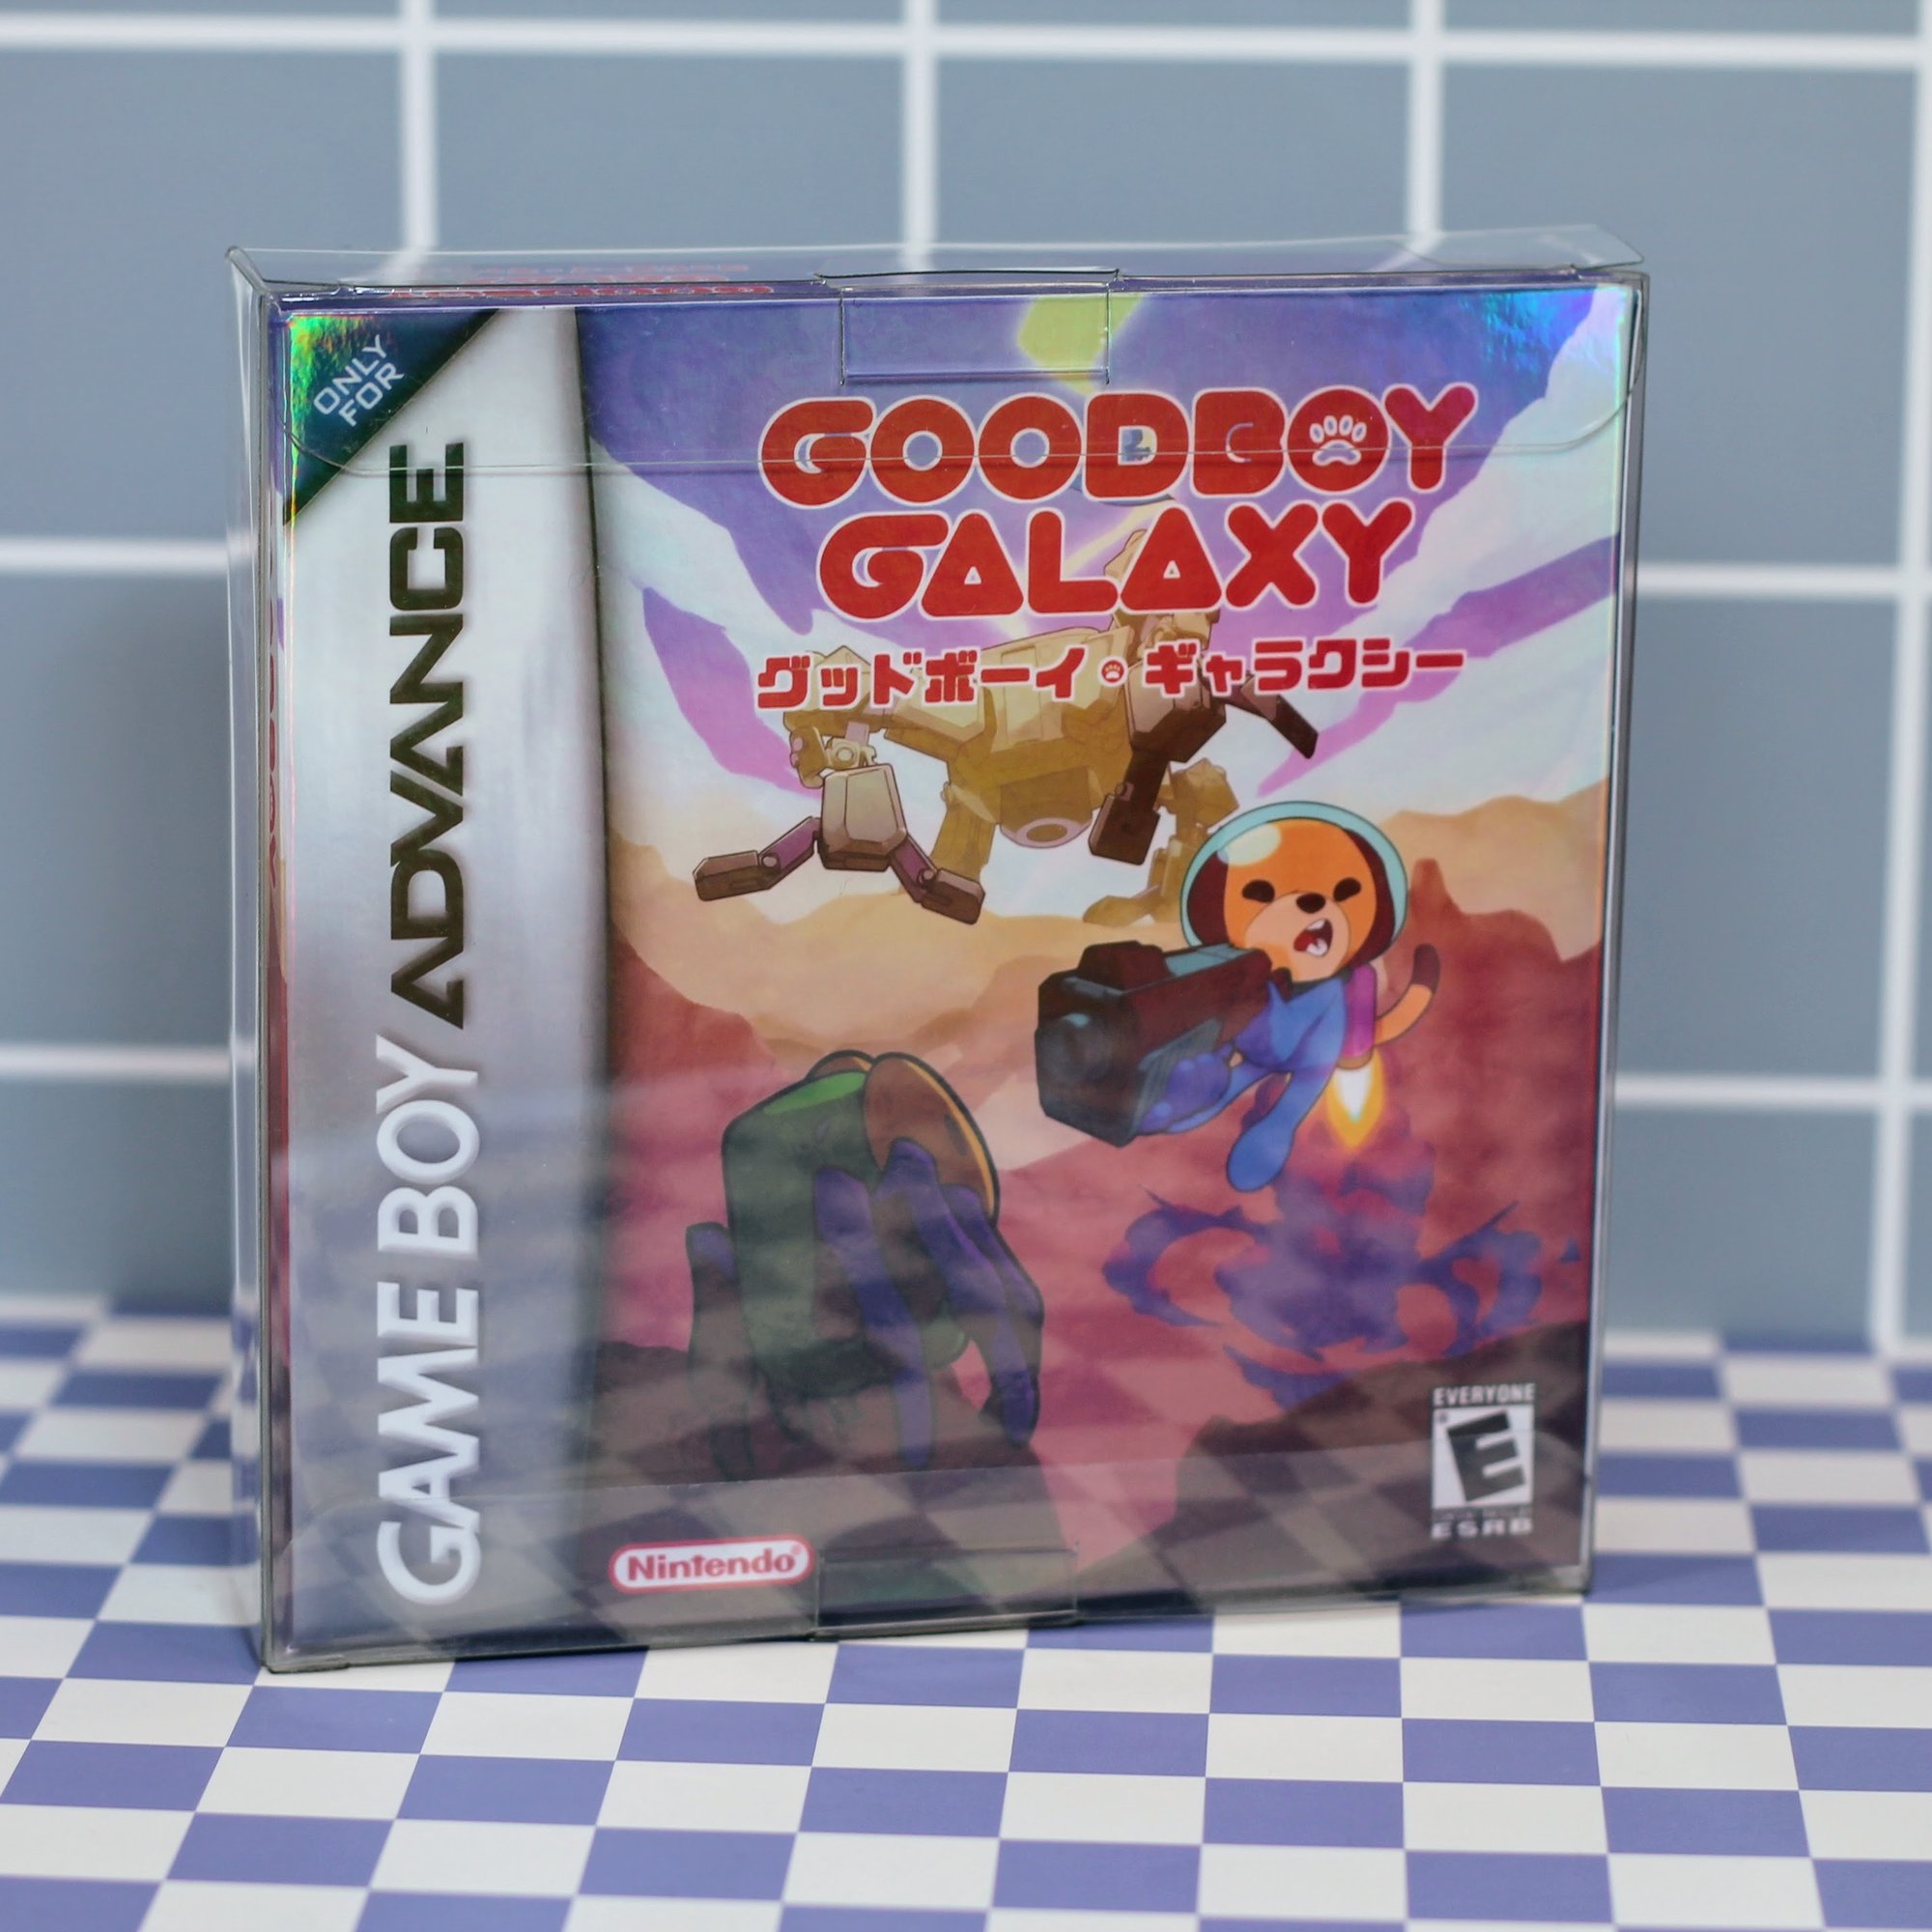 ONLY
FOR
GAME BOY ADVANCE
GOODBOY
GALAXY
グッドボーイ・ギャラクシー
EVERYONE
E
ESRB
Nintendo®